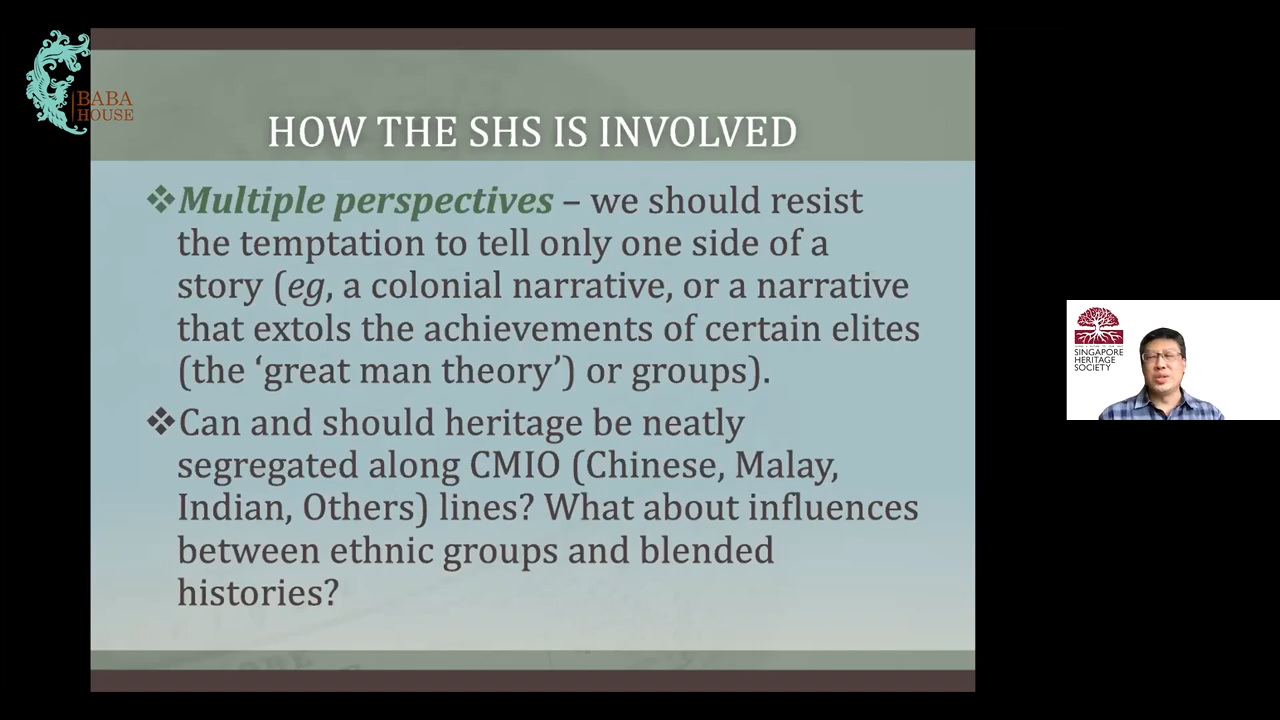 BABA
HOUSE
HOW THE SHS IS INVOLVED
❖Multiple perspectives – we should resist
the temptation to tell only one side of a
story (eg, a colonial narrative, or a narrative
that extols the achievements of certain elites
(the ‘great man theory’) or groups).
❖Can and should heritage be neatly
segregated along CMIO (Chinese, Malay,
Indian, Others) lines? What about influences
between ethnic groups and blended
histories?
SINGAPORE
HERITAGE
SOCIETY